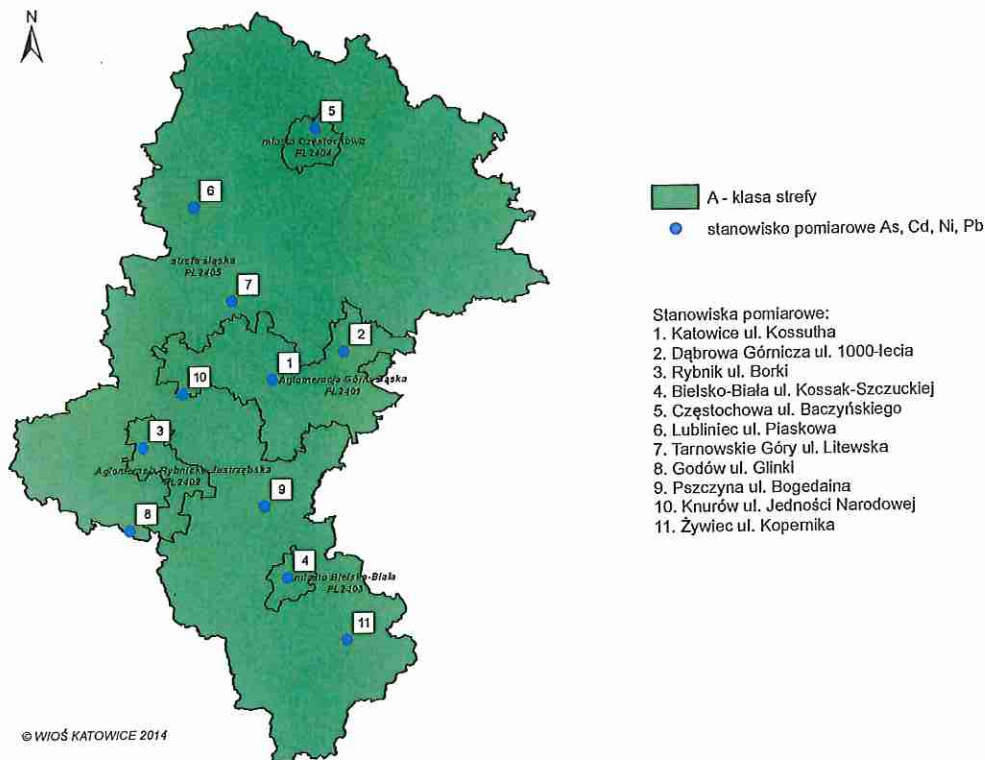 N
5
miasto Częstochowa
PL2404
6
strefa śląska
PL2405
7
2
1
Aglomeracja Górnośląska
PL2401
10
3
Aglomeracja Rybnicko-Jastrzębska
PL2402
9
8
4
miasto Bielsko-Biała
PL2403
11
A - klasa strefy
stanowisko pomiarowe As, Cd, Ni, Pb
Stanowiska pomiarowe:
1. Katowice ul. Kossutha
2. Dąbrowa Górnicza ul. 1000-lecia
3. Rybnik ul. Borki
4. Bielsko-Biała ul. Kossak-Szczuckiej
5. Częstochowa ul. Baczyńskiego
6. Lubliniec ul. Piaskowa
7. Tarnowskie Góry ul. Litewska
8. Godów ul. Glinki
9. Pszczyna ul. Bogedaina
10. Knurów ul. Jedności Narodowej
11. Żywiec ul. Kopernika
© WIOŚ KATOWICE 2014